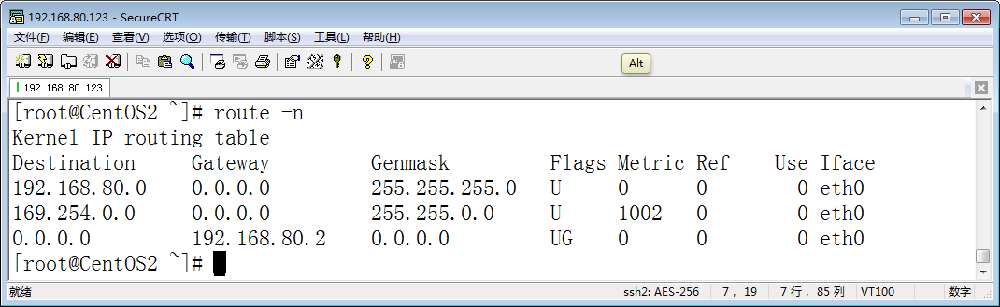 192.168.80.123 - SecureCRT
文件(F) 编辑(E) 查看(V) 选项(O) 传输(T) 脚本(S) 工具(L) 帮助(H)
Alt
192.168.80.123
[root@CentOS2 ~]# route -n
Kernel IP routing table
Destination Gateway Genmask Flags Metric Ref Use Iface
192.168.80.0 0.0.0.0 255.255.255.0 U 0 0 0 eth0
169.254.0.0 0.0.0.0 255.255.0.0 U 1002 0 0 eth0
0.0.0.0 192.168.80.2 0.0.0.0 UG 0 0 0 eth0
[root@CentOS2 ~]#
就绪 ssh2: AES-256 7, 19 7 行, 85 列 VT100 数字